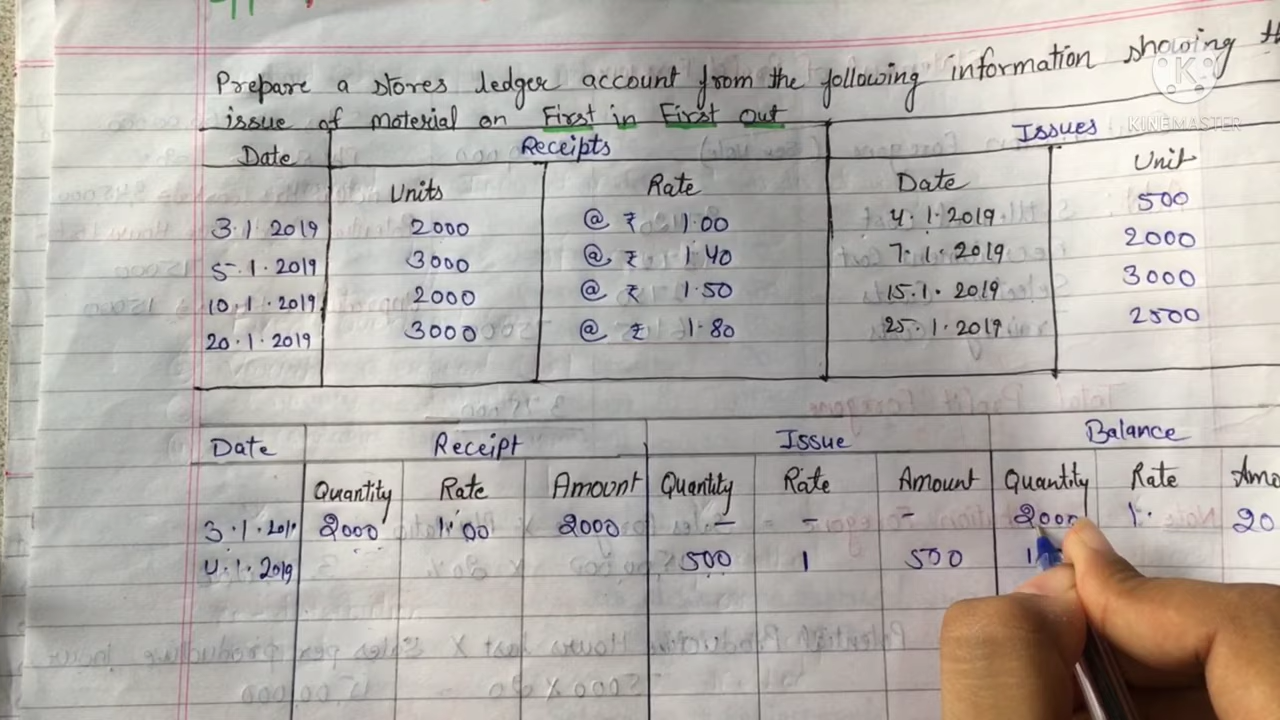 Prepare a stores ledger account from the following information showing
issue of material on First in First Out
Date Receipts Issues
Units Rate Date Unit
3.1.2019 2000 @ ₹ 1.00 4.1.2019 500
5.1.2019 3000 @ ₹ 1.40 7.1.2019 2000
10.1.2019 2000 @ ₹ 1.50 15.1.2019 3000
20.1.2019 3000 @ ₹ 1.80 25.1.2019 2500
Date Receipt Issue Balance
Quantity Rate Amount Quantity Rate Amount Quantity Rate Amo
3.1.2019 2000 1.00 2000 - - - 2000 1. 20
4.1.2019 500 1 500 1
K
KINEMASTER